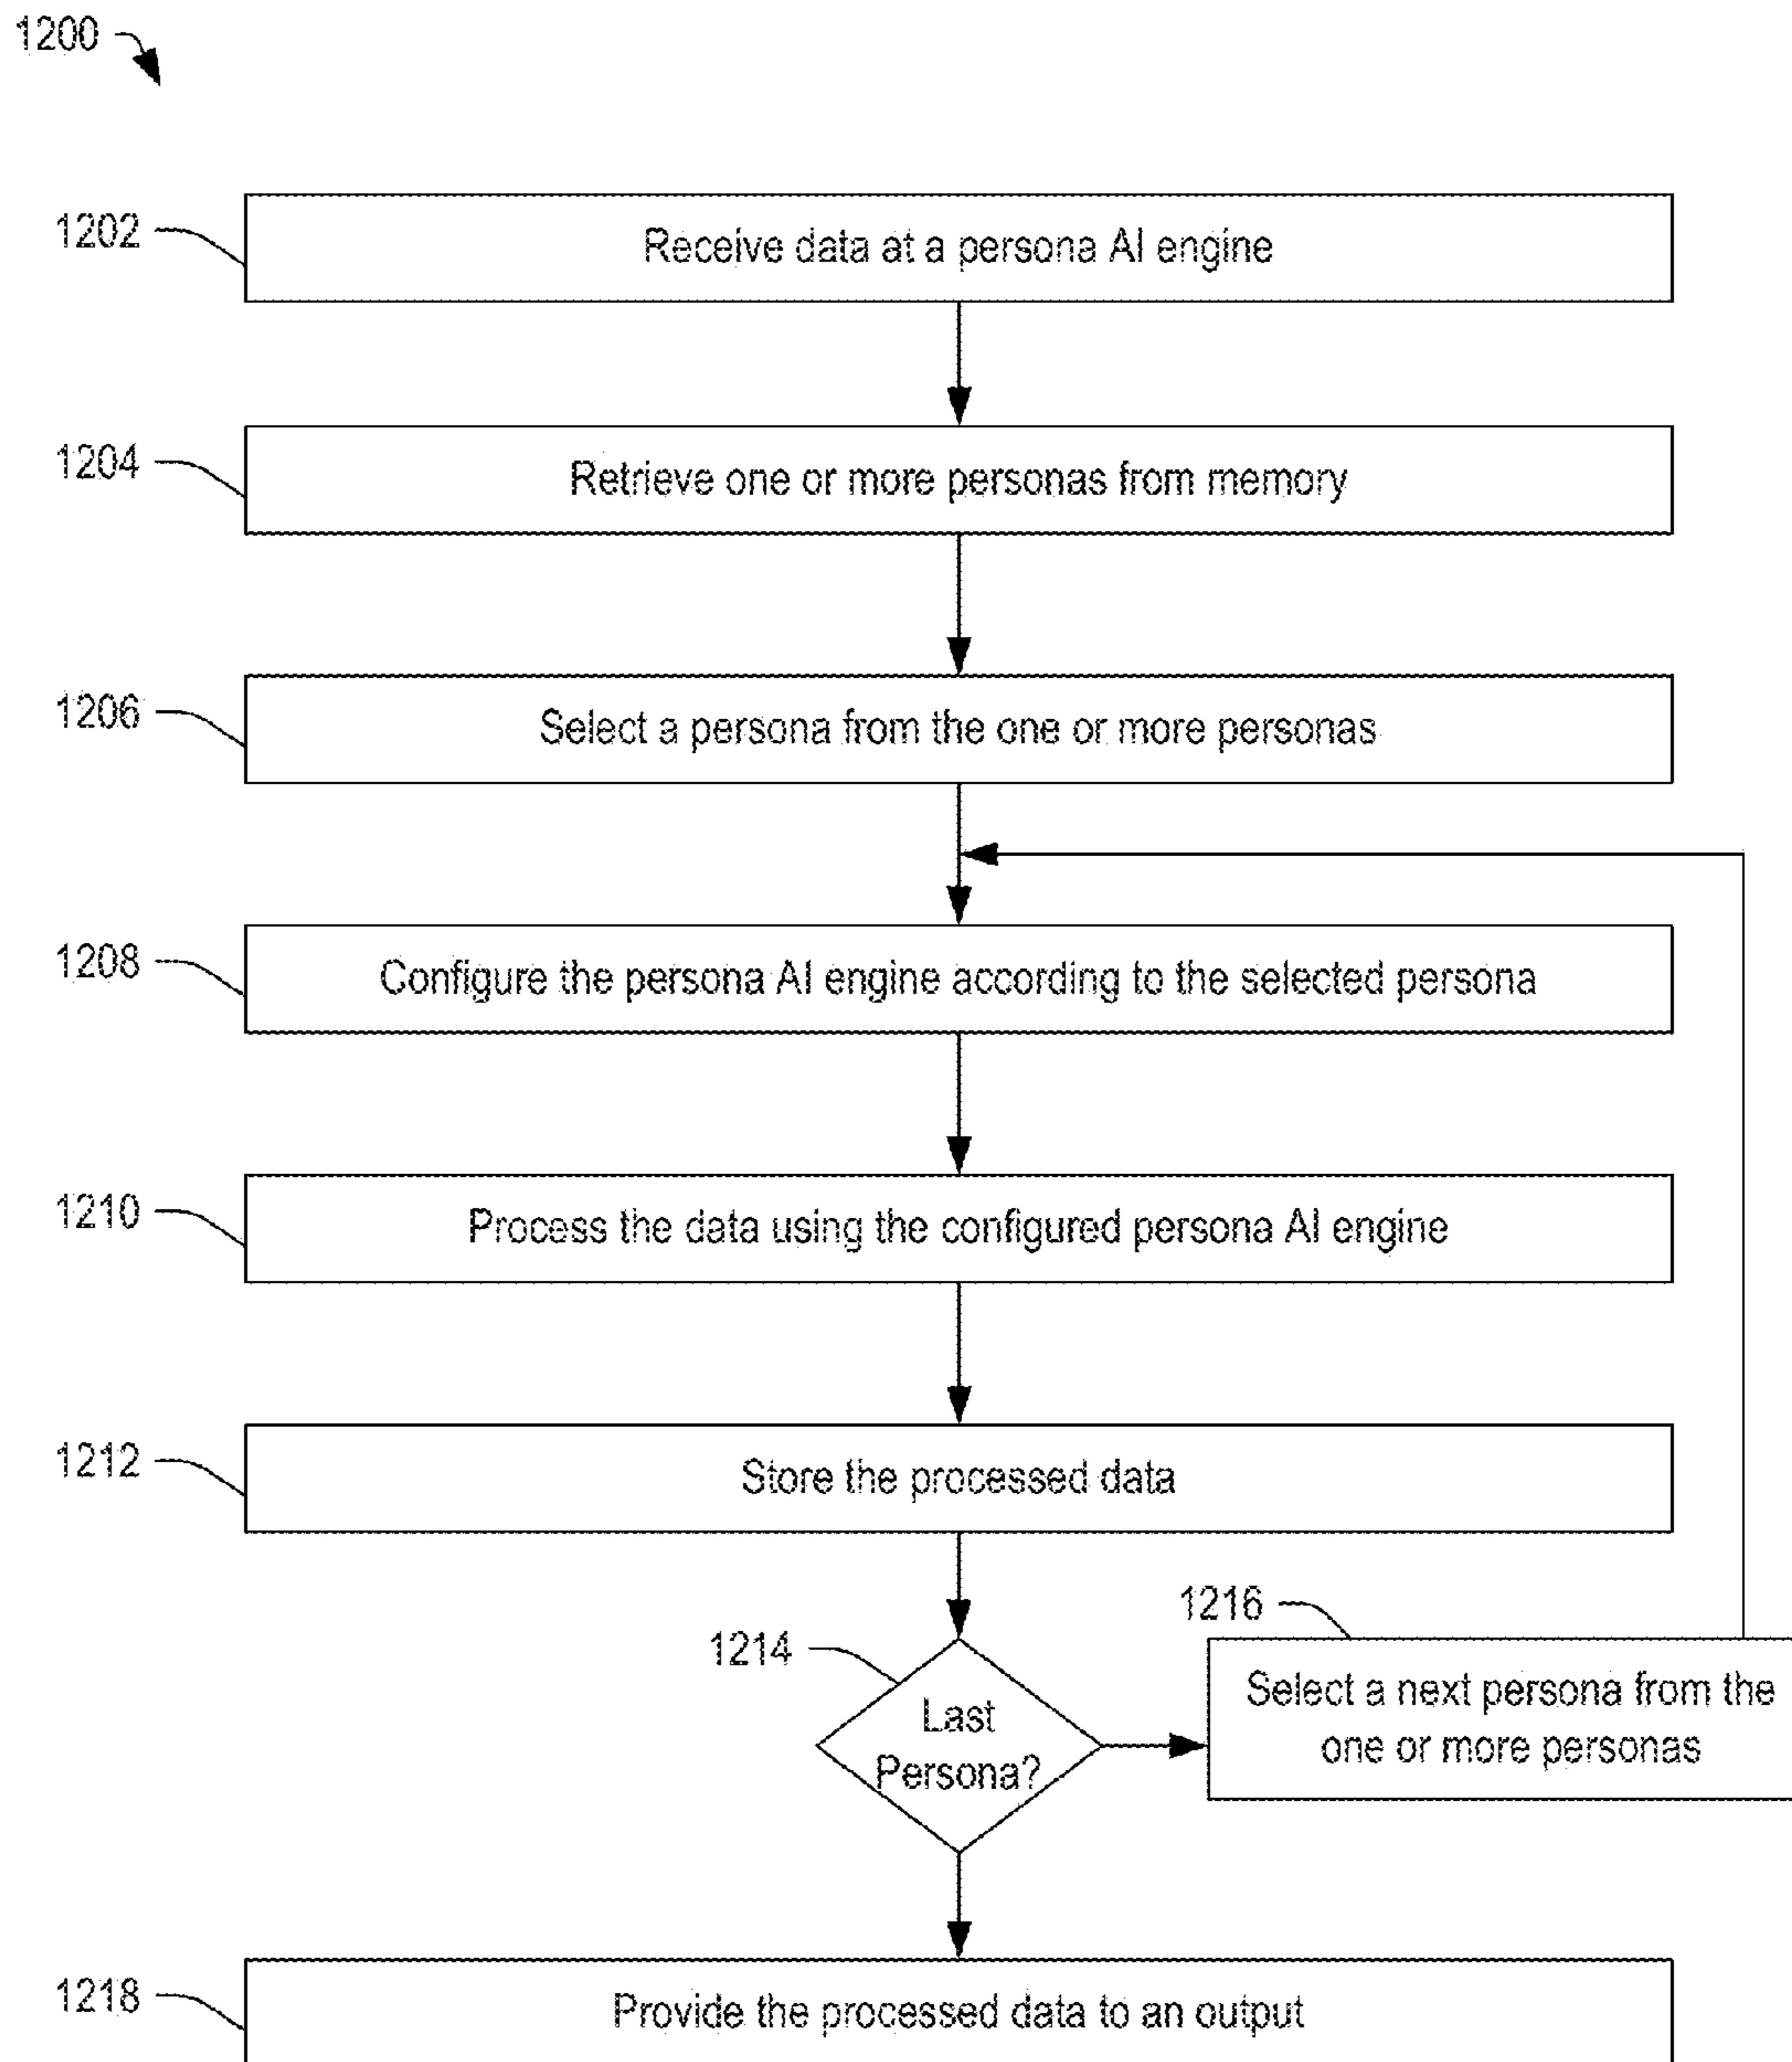 1200
1202
Receive data at a persona AI engine
1204
Retrieve one or more personas from memory
1206
Select a persona from the one or more personas
1208
Configure the persona AI engine according to the selected persona
1210
Process the data using the configured persona AI engine
1212
Store the processed data
1214
Last
Persona?
1216
Select a next persona from the
one or more personas
1218
Provide the processed data to an output